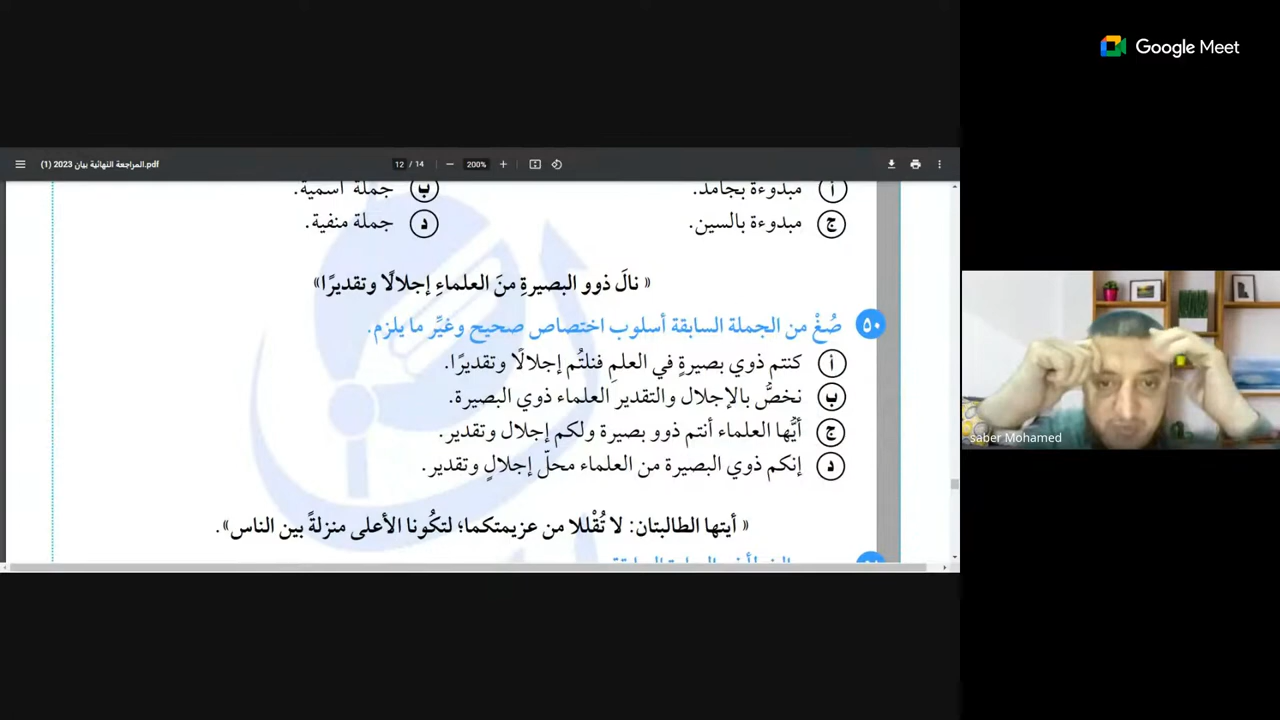 Google Meet
المراجعة النهائية بيان 2023 (1).pdf
12 / 14
200%
أ مبدوءة بجامد.
ب جملة اسمية.
ج مبدوءة بالسين.
د جملة منفية.
« نالَ ذوو البصيرةِ منَ العلماءِ إجلالًا وتقديرًا»
٥٠ صُغْ من الجملة السابقة أسلوب اختصاص صحيح وغيِّر ما يلزم.
أ كنتم ذوي بصيرةٍ في العلمِ فنلتُم إجلالًا وتقديرًا.
ب نخصُّ بالإجلال والتقدير العلماء ذوي البصيرة.
ج أيُّها العلماء أنتم ذوو بصيرة ولكم إجلال وتقدير.
د إنكم ذوي البصيرة من العلماء محلّ إجلالٍ وتقدير.
« أيتها الطالبتان: لا تُقْللا من عزيمتكما؛ لتكُونا الأعلى منزلةً بين الناس».
saber Mohamed